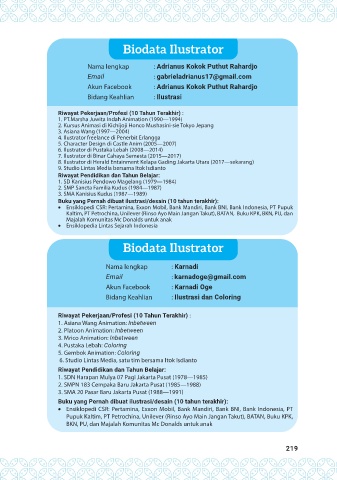 Biodata Ilustrator
Nama lengkap : Adrianus Kokok Puthut Rahardjo
Email : gabrieladrianus17@gmail.com
Akun Facebook : Adrianus Kokok Puthut Rahardjo
Bidang Keahlian : Ilustrasi
Riwayat Pekerjaan/Profesi (10 Tahun Terakhir) :
1. PT.Marsha Juwita Indah Animation (1990—1994)
2. Kursus Animasi di Kichijoji Honco Mushasini-sie Tokyo Jepang
3. Asiana Wang (1997—2004)
4. Ilustrator freelance di Penerbit Erlangga
5. Character Design di Castle Anim (2005—2007)
6. Ilustrator di Pustaka Lebah (2008—2014)
7. Ilustrator di Binar Cahaya Semesta (2015—2017)
8. Ilustrator di Hirald Entainment Kelapa Gading Jakarta Utara (2017—sekarang)
9. Studio Lintas Media bersama Itok Isdianto
Riwayat Pendidikan dan Tahun Belajar:
1. SD Kanisius Pendowo Magelang (1979—1984)
2. SMP Sancta Familia Kudus (1984—1987)
3. SMA Kanisius Kudus (1987—1989)
Buku yang Pernah dibuat ilustrasi/desain (10 tahun terakhir):
• Ensiklopedi CSR: Pertamina, Exxon Mobil, Bank Mandiri, Bank BNI, Bank Indonesia, PT Pupuk
Kaltim, PT Petrochina, Unilever (Rinso Ayo Main Jangan Takut), BATAN, Buku KPK, BKN, PU, dan
Majalah Komunitas Mc Donalds untuk anak
• Ensiklopedia Lintas Sejarah Indonesia
Biodata Ilustrator
Nama lengkap : Karnadi
Email : karnadoge@gmail.com
Akun Facebook : Karnadi Oge
Bidang Keahlian : Ilustrasi dan Coloring
Riwayat Pekerjaan/Profesi (10 Tahun Terakhir) :
1. Asiana Wang Animation: Inbetween
2. Platoon Animation: Inbetween
3. Mrico Animation: Inbetween
4. Pustaka Lebah: Coloring
5. Gembok Animation: Coloring
6. Studio Lintas Media, satu tim bersama Itok Isdiasto
Riwayat Pendidikan dan Tahun Belajar:
1. SDN Harapan Mulya 07 Pagi Jakarta Pusat (1978—1985)
2. SMPN 183 Cempaka Baru Jakarta Pusat (1985—1988)
3. SMA 20 Pasar Baru Jakarta Pusat (1988—1991)
Buku yang Pernah dibuat ilustrasi/desain (10 tahun terakhir):
• Ensiklopedi CSR: Pertamina, Exxon Mobil, Bank Mandiri, Bank BNI, Bank Indonesia, PT
Pupuk Kaltim, PT Petrochina, Unilever (Rinso Ayo Main Jangan Takut), BATAN, Buku KPK,
BKN, PU, dan Majalah Komunitas Mc Donalds untuk anak
219